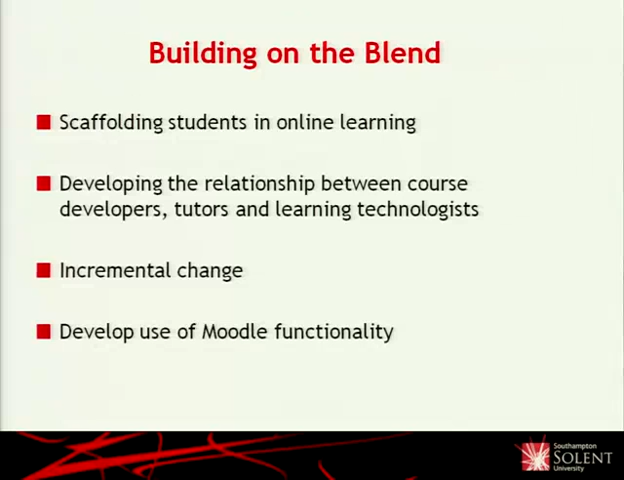 Building on the Blend
Scaffolding students in online learning
Developing the relationship between course
developers, tutors and learning technologists
Incremental change
Develop use of Moodle functionality
Southampton
SOLENT
University